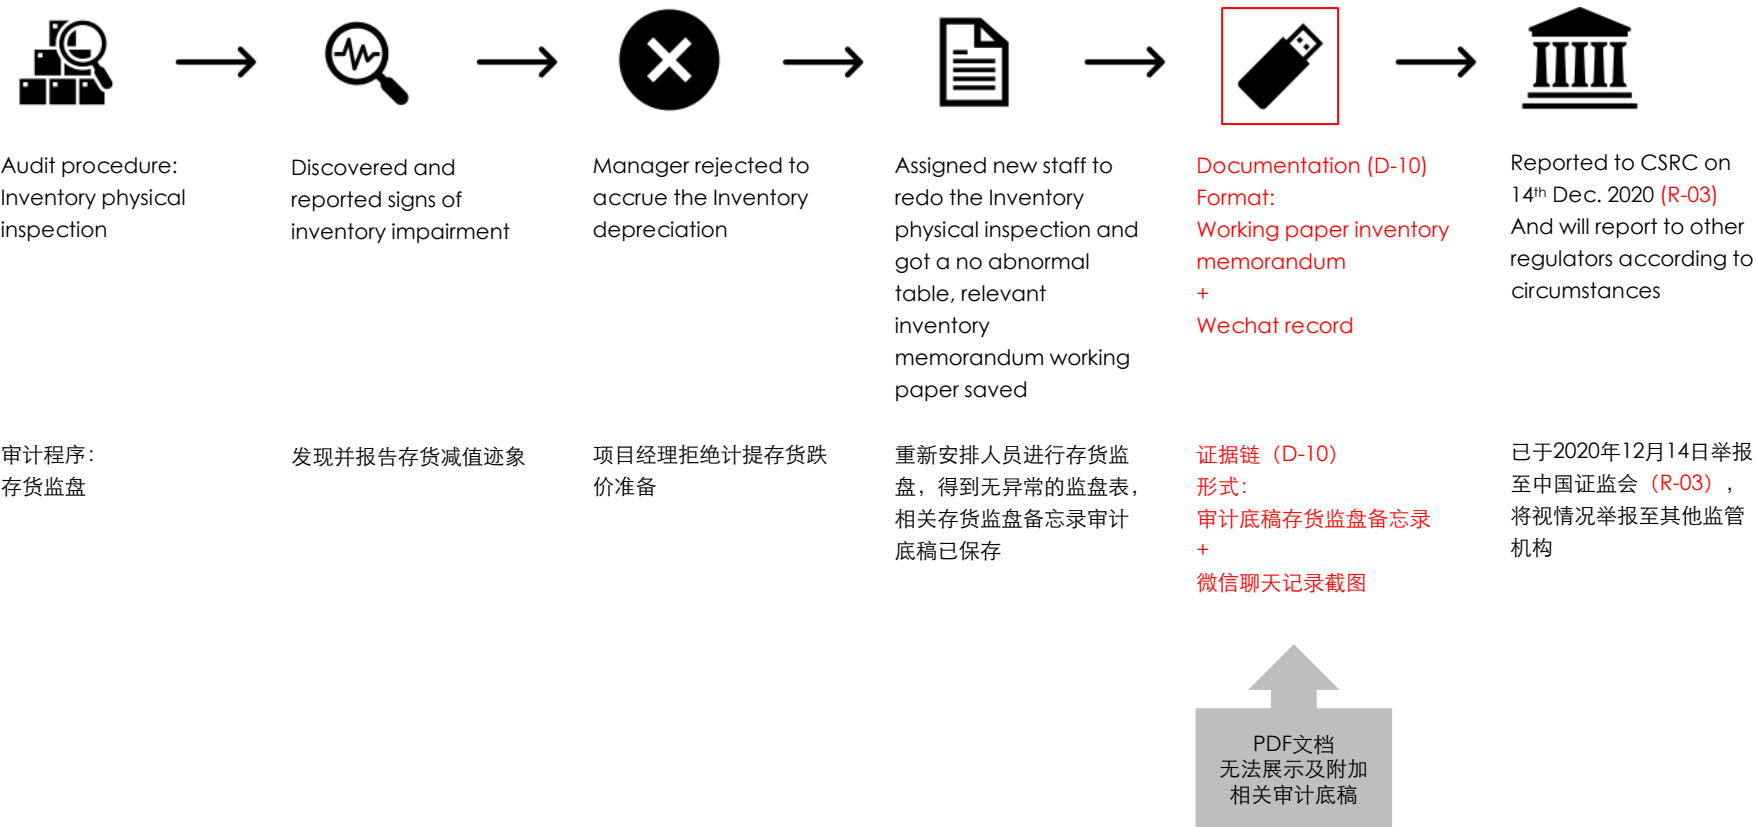 Audit procedure:
Inventory physical
inspection
Discovered and
reported signs of
inventory impairment
Manager rejected to
accrue the Inventory
depreciation
Assigned new staff to
redo the Inventory
physical inspection and
got a no abnormal
table, relevant
inventory
memorandum working
paper saved
Documentation (D-10)
Format:
Working paper inventory
memorandum
+
Wechat record
Reported to CSRC on
14th Dec. 2020 (R-03)
And will report to other
regulators according to
circumstances
审计程序：
存货监盘
发现并报告存货减值迹象
项目经理拒绝计提存货跌
价准备
重新安排人员进行存货监
盘，得到无异常的监盘表，
相关存货监盘备忘录审计
底稿已保存
证据链（D-10）
形式：
审计底稿存货监盘备忘录
+
微信聊天记录截图
已于2020年12月14日举报
至中国证监会（R-03），
将视情况举报至其他监管
机构
PDF文档
无法展示及附加
相关审计底稿